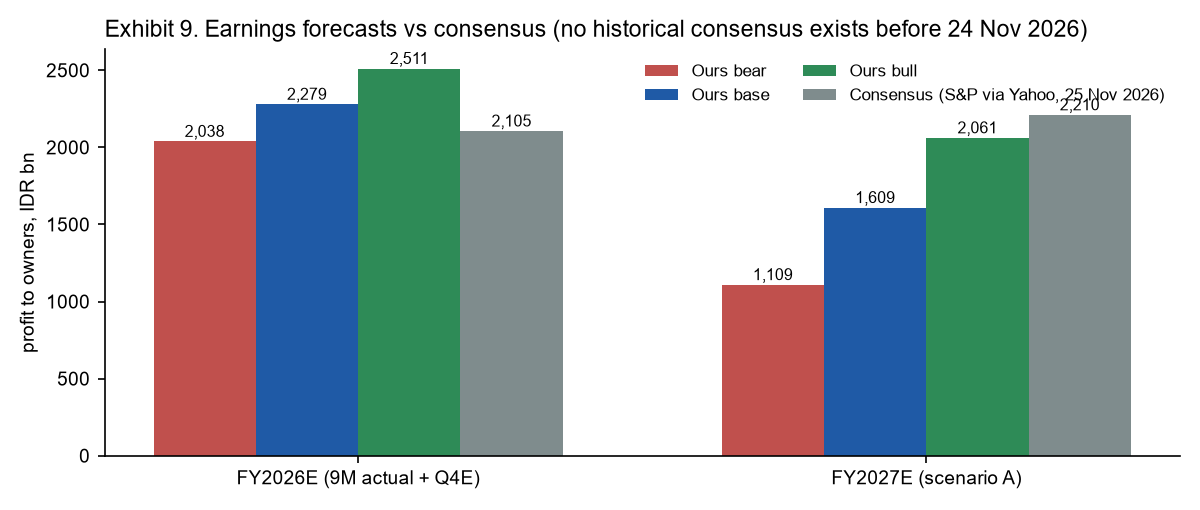 Exhibit 9. Earnings forecasts vs consensus (no historical consensus exists before 24 Nov 2026)
profit to owners, IDR bn
2500
2000
1500
1000
500
0
Ours bear
Ours base
Ours bull
Consensus (S&P via Yahoo, 25 Nov 2026)
2,038
2,279
2,511
2,105
1,109
1,609
2,061
2,210
FY2026E (9M actual + Q4E)
FY2027E (scenario A)